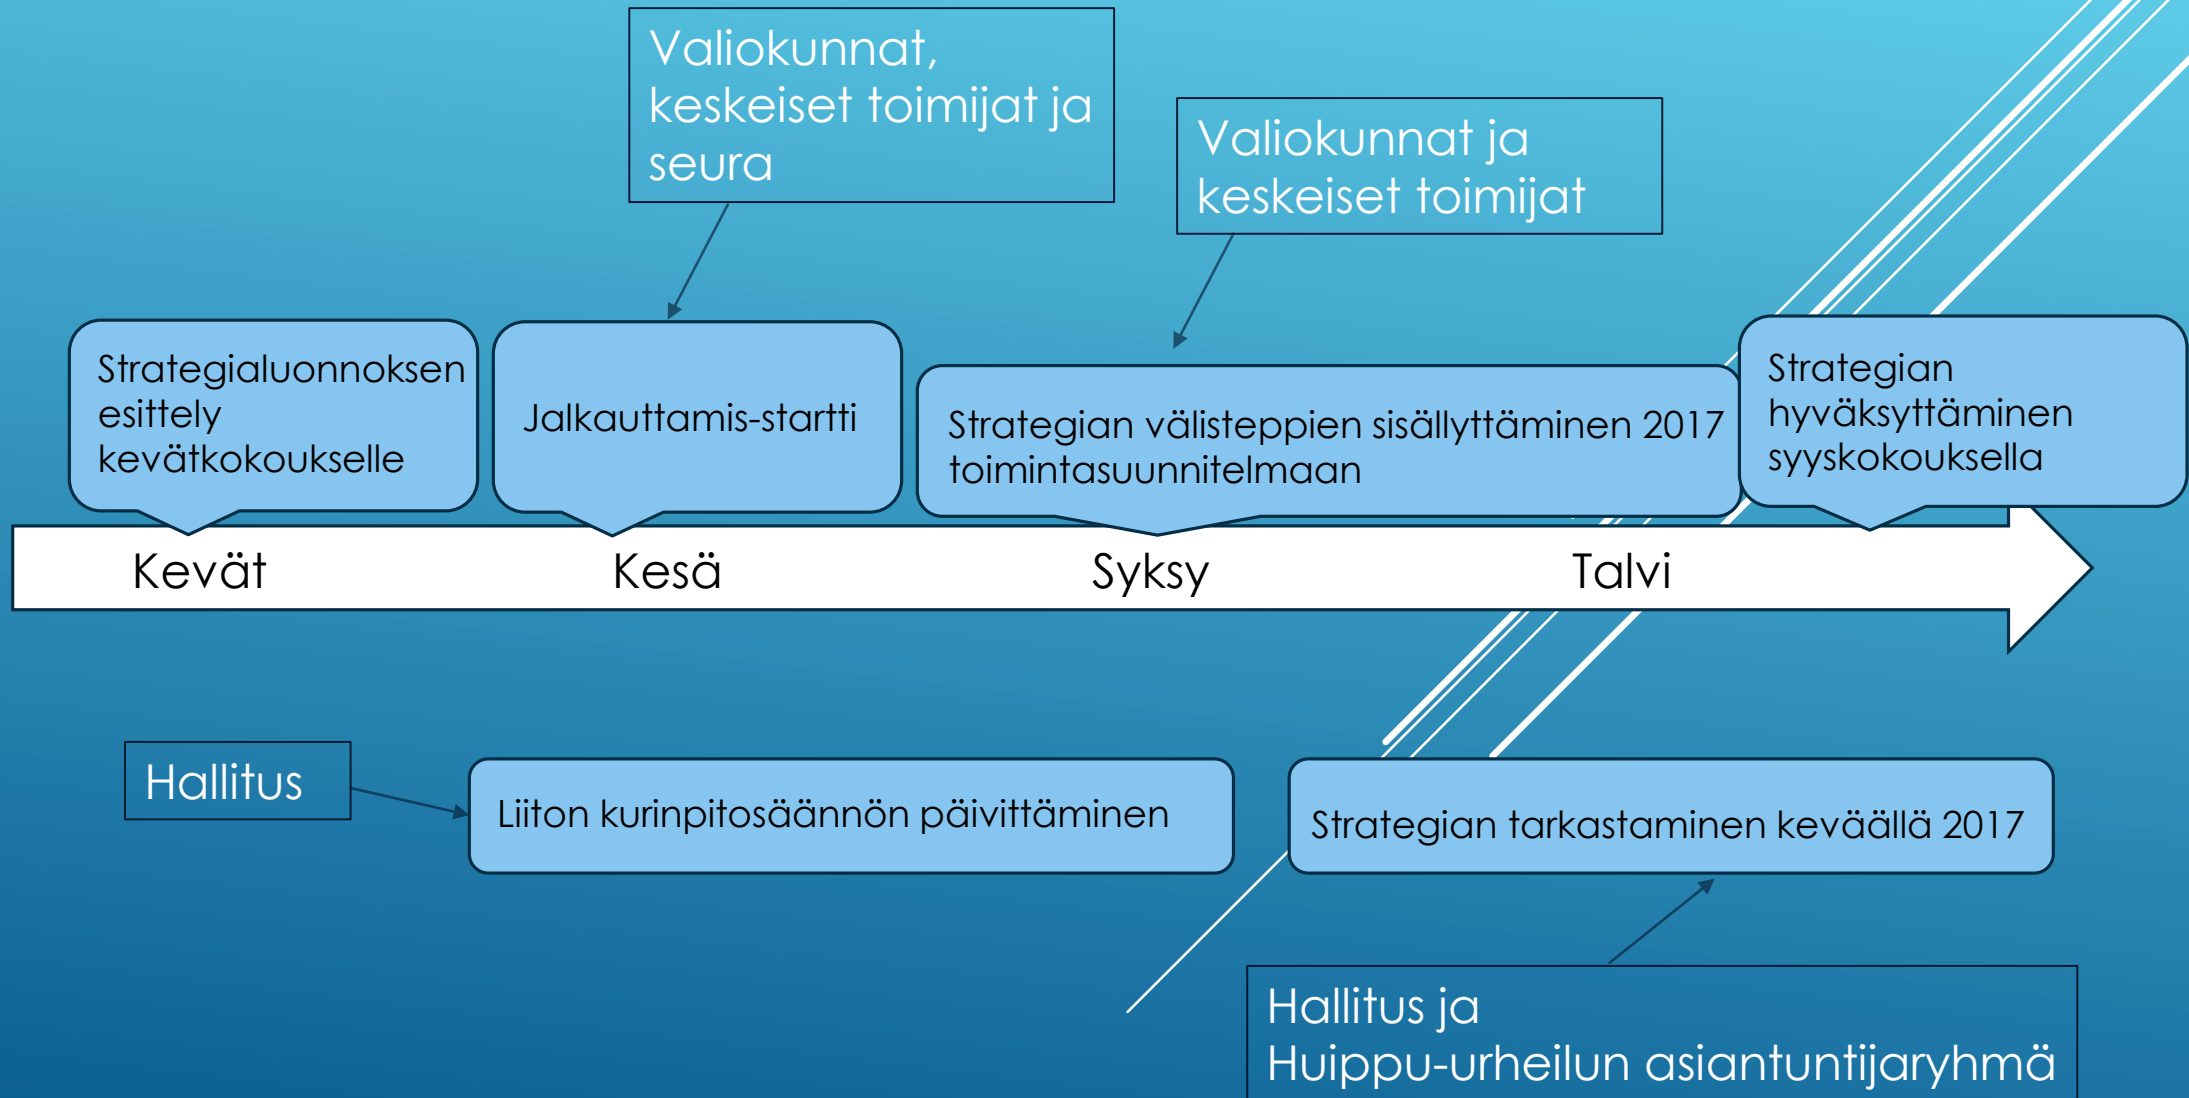 Valiokunnat,
keskeiset toimijat ja
seura
Valiokunnat ja
keskeiset toimijat
Strategialuonnoksen
esittely
kevätkokoukselle
Jalkauttamis-startti
Strategian välisteppien sisällyttäminen 2017
toimintasuunnitelmaan
Strategian
hyväksyttäminen
syyskokouksella
Kevät
Kesä
Syksy
Talvi
Hallitus
Liiton kurinpitosäännön päivittäminen
Strategian tarkastaminen keväällä 2017
Hallitus ja
Huippu-urheilun asiantuntijaryhmä